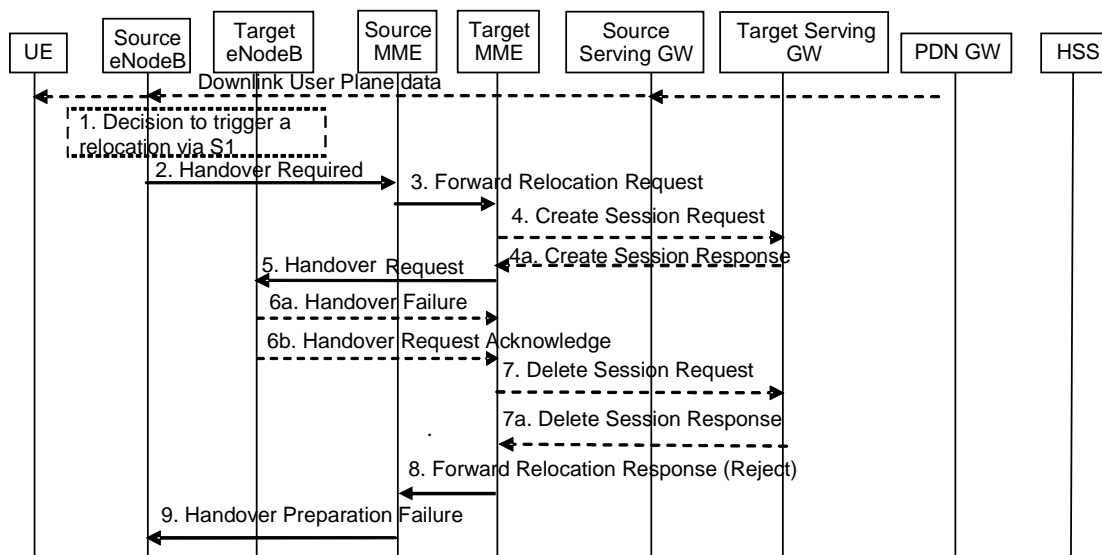 UE
Source
eNodeB
Target
eNodeB
Source
MME
Target
MME
Source
Serving GW
Target Serving
GW
PDN GW
HSS
Downlink User Plane data
1. Decision to trigger a
relocation via S1
2. Handover Required
3. Forward Relocation Request
4. Create Session Request
4a. Create Session Response
5. Handover Request
6a. Handover Failure
6b. Handover Request Acknowledge
7. Delete Session Request
7a. Delete Session Response
.
8. Forward Relocation Response (Reject)
9. Handover Preparation Failure